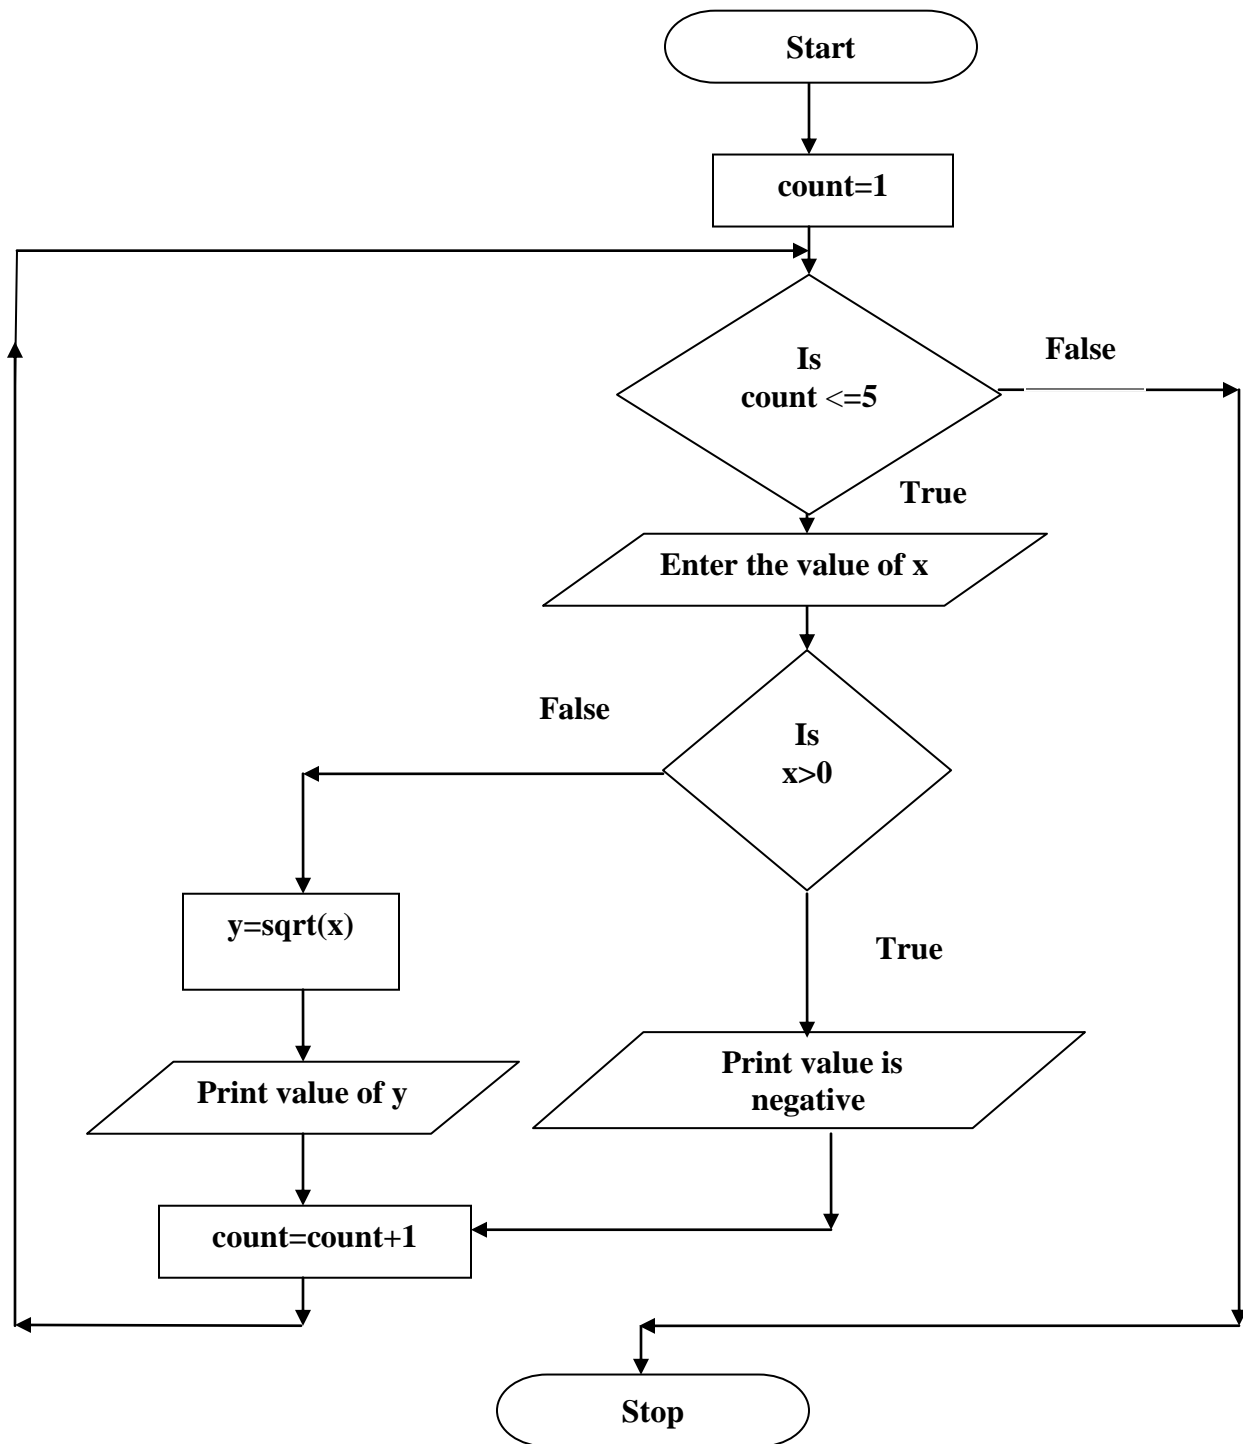 Start
count=1
Is
count <=5
False
True
Enter the value of x
False
Is
x>0
y=sqrt(x)
True
Print value of y
Print value is
negative
count=count+1
Stop